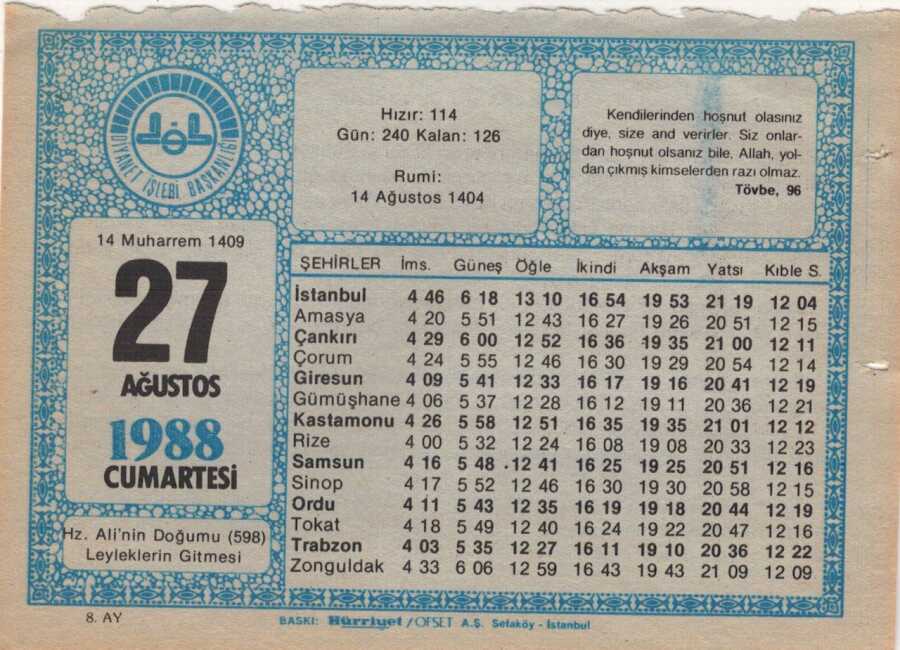 DİYANET İŞLERİ BAŞKANLIĞI
Hızır: 114
Gün: 240 Kalan: 126
Rumi:
14 Ağustos 1404
Kendilerinden hoşnut olasınız
diye, size and verirler. Siz onlar-
dan hoşnut olsanız bile, Allah, yol-
dan çıkmış kimselerden razı olmaz.
Tövbe, 96
14 Muharrem 1409
27
AĞUSTOS
1988
CUMARTESİ
Hz. Ali'nin Doğumu (598)
Leyleklerin Gitmesi
ŞEHİRLER İms. Güneş Öğle İkindi Akşam Yatsı Kıble S.
İstanbul 4 46 6 18 13 10 16 54 19 53 21 19 12 04
Amasya 4 20 5 51 12 43 16 27 19 26 20 51 12 15
Çankırı 4 29 6 00 12 52 16 36 19 35 21 00 12 11
Çorum 4 24 5 55 12 46 16 30 19 29 20 54 12 14
Giresun 4 09 5 41 12 33 16 17 19 16 20 41 12 19
Gümüşhane 4 06 5 37 12 28 16 12 19 11 20 36 12 21
Kastamonu 4 26 5 58 12 51 16 35 19 35 21 01 12 12
Rize 4 00 5 32 12 24 16 08 19 08 20 33 12 23
Samsun 4 16 5 48 12 41 16 25 19 25 20 51 12 16
Sinop 4 17 5 52 12 46 16 30 19 30 20 58 12 15
Ordu 4 11 5 43 12 35 16 19 19 18 20 44 12 19
Tokat 4 18 5 49 12 40 16 24 19 22 20 47 12 16
Trabzon 4 03 5 35 12 27 16 11 19 10 20 36 12 22
Zonguldak 4 33 6 06 12 59 16 43 19 43 21 09 12 09
8. AY
BASKI: Hürriyet / OFSET A.Ş. Sefaköy - İstanbul